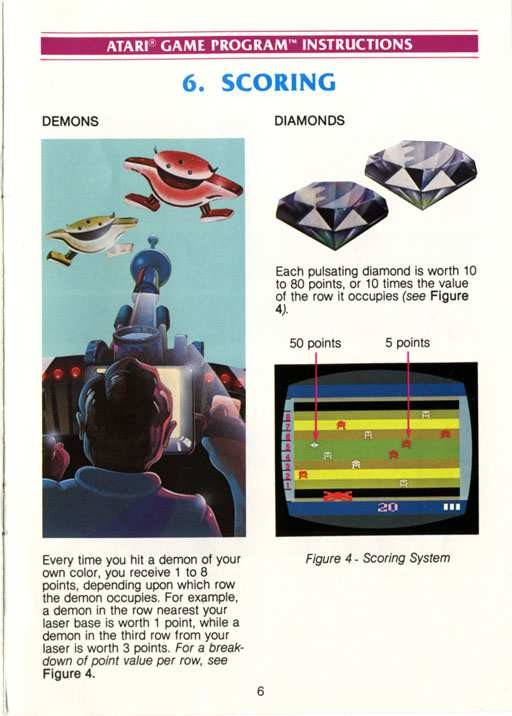 ATARI® GAME PROGRAM™ INSTRUCTIONS
6. SCORING
DEMONS
Every time you hit a demon of your
own color, you receive 1 to 8
points, depending upon which row
the demon occupies. For example,
a demon in the row nearest your
laser base is worth 1 point, while a
demon in the third row from your
laser is worth 3 points. For a break-
down of point value per row, see
Figure 4.
DIAMONDS
Each pulsating diamond is worth 10
to 80 points, or 10 times the value
of the row it occupies (see Figure
4).
50 points 5 points
8
7
6
5
4
3
2
1
20
Figure 4 - Scoring System
6